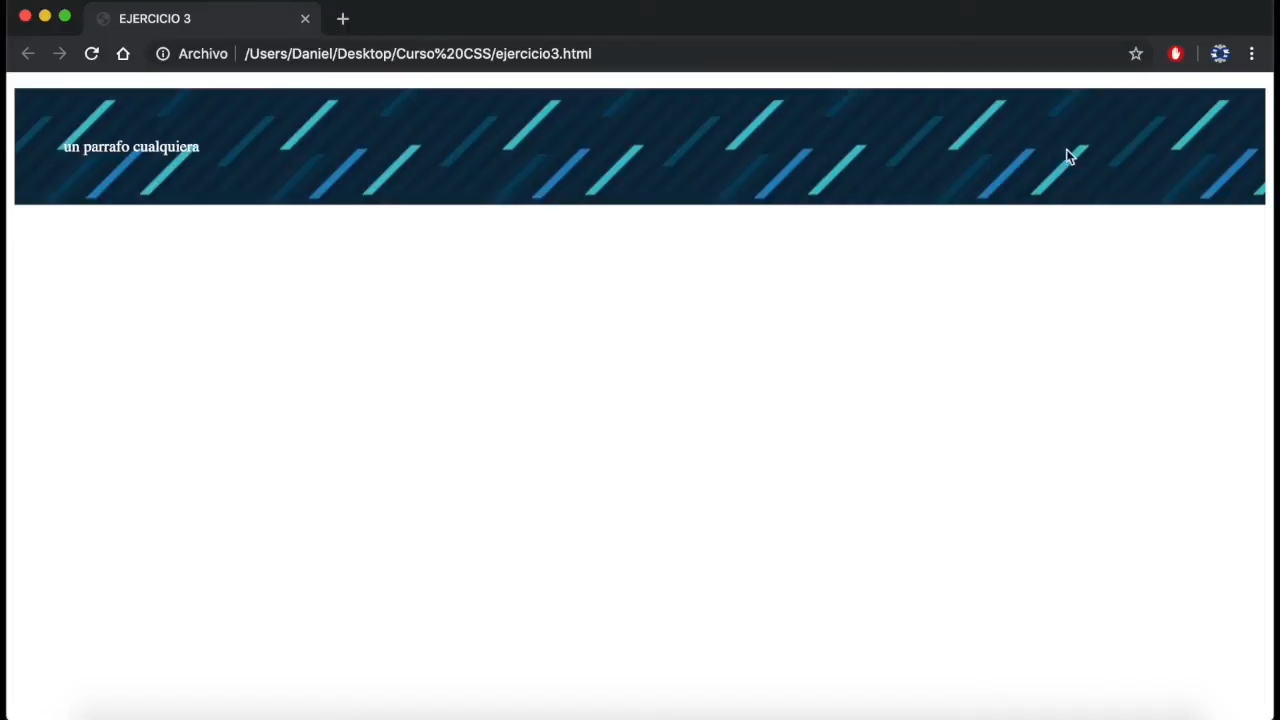 EJERCICIO 3
Archivo /Users/Daniel/Desktop/Curso%20CSS/ejercicio3.html
un parrafo cualquiera